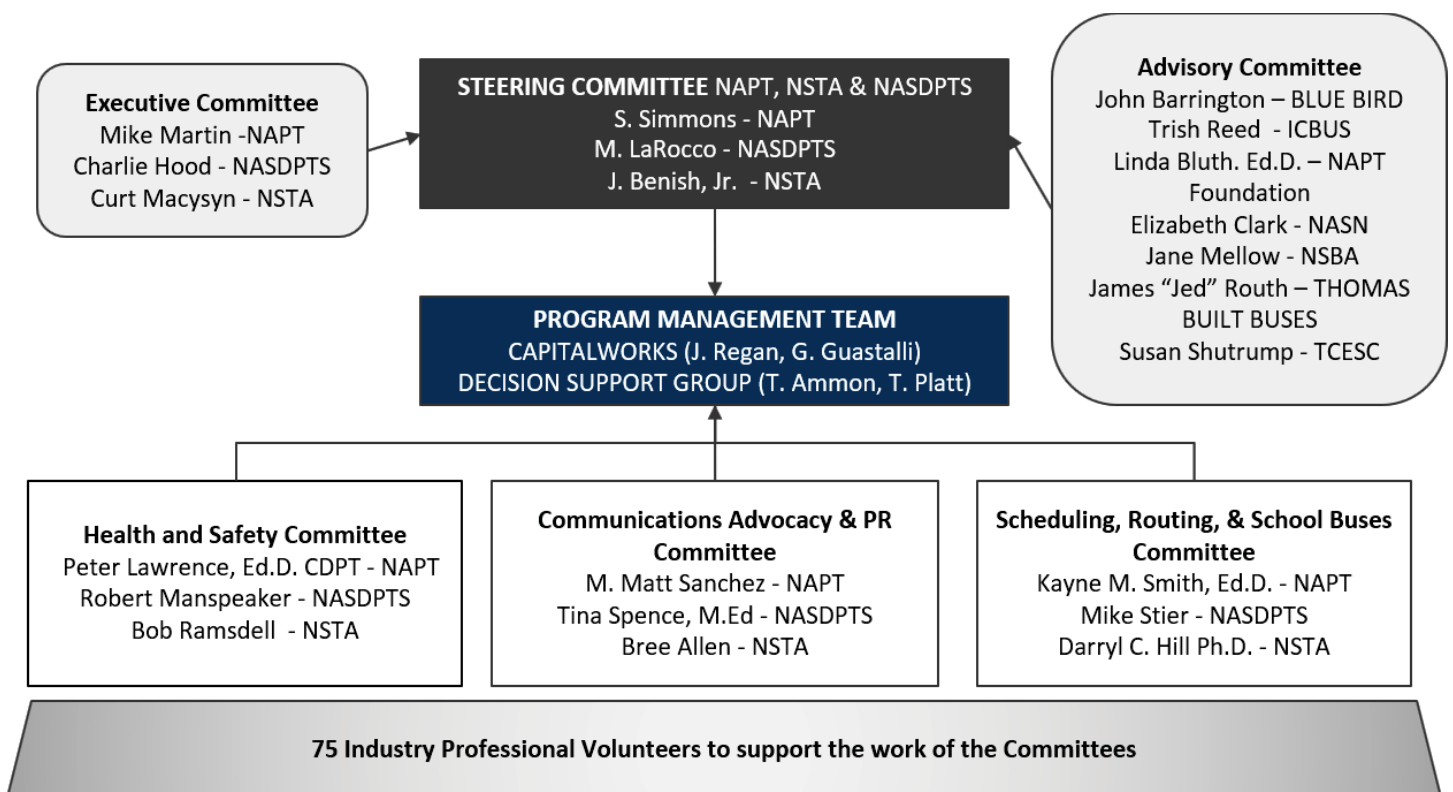 Executive Committee
Mike Martin -NAPT
Charlie Hood - NASDPTS
Curt Macysyn - NSTA
STEERING COMMITTEE NAPT, NSTA & NASDPTS
S. Simmons - NAPT
M. LaRocco - NASDPTS
J. Benish, Jr.  - NSTA
Advisory Committee
John Barrington – BLUE BIRD
Trish Reed  - ICBUS
Linda Bluth. Ed.D. – NAPT
Foundation
Elizabeth Clark - NASN
Jane Mellow - NSBA
James “Jed” Routh – THOMAS
BUILT BUSES
Susan Shutrump - TCESC
PROGRAM MANAGEMENT TEAM
CAPITALWORKS (J. Regan, G. Guastalli)
DECISION SUPPORT GROUP (T. Ammon, T. Platt)
Health and Safety Committee
Peter Lawrence, Ed.D. CDPT - NAPT
Robert Manspeaker - NASDPTS
Bob Ramsdell  - NSTA
Communications Advocacy & PR
Committee
M. Matt Sanchez - NAPT
Tina Spence, M.Ed - NASDPTS
Bree Allen - NSTA
Scheduling, Routing, & School Buses
Committee
Kayne M. Smith, Ed.D. - NAPT
Mike Stier - NASDPTS
Darryl C. Hill Ph.D. - NSTA
75 Industry Professional Volunteers to support the work of the Committees